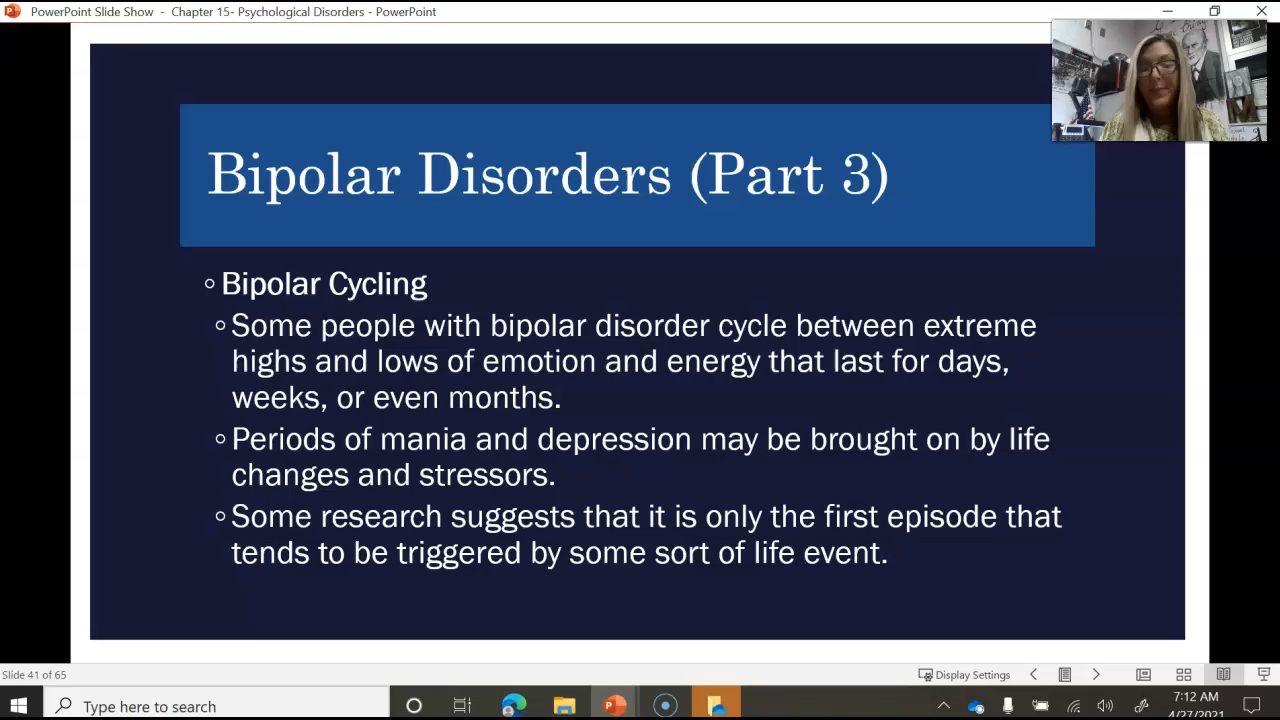 PowerPoint Slide Show - Chapter 15- Psychological Disorders - PowerPoint
Bipolar Disorders (Part 3)
Bipolar Cycling
Some people with bipolar disorder cycle between extreme
highs and lows of emotion and energy that last for days,
weeks, or even months.
Periods of mania and depression may be brought on by life
changes and stressors.
Some research suggests that it is only the first episode that
tends to be triggered by some sort of life event.
Slide 41 of 65
Display Settings
Type here to search
7:12 AM
4/27/2021